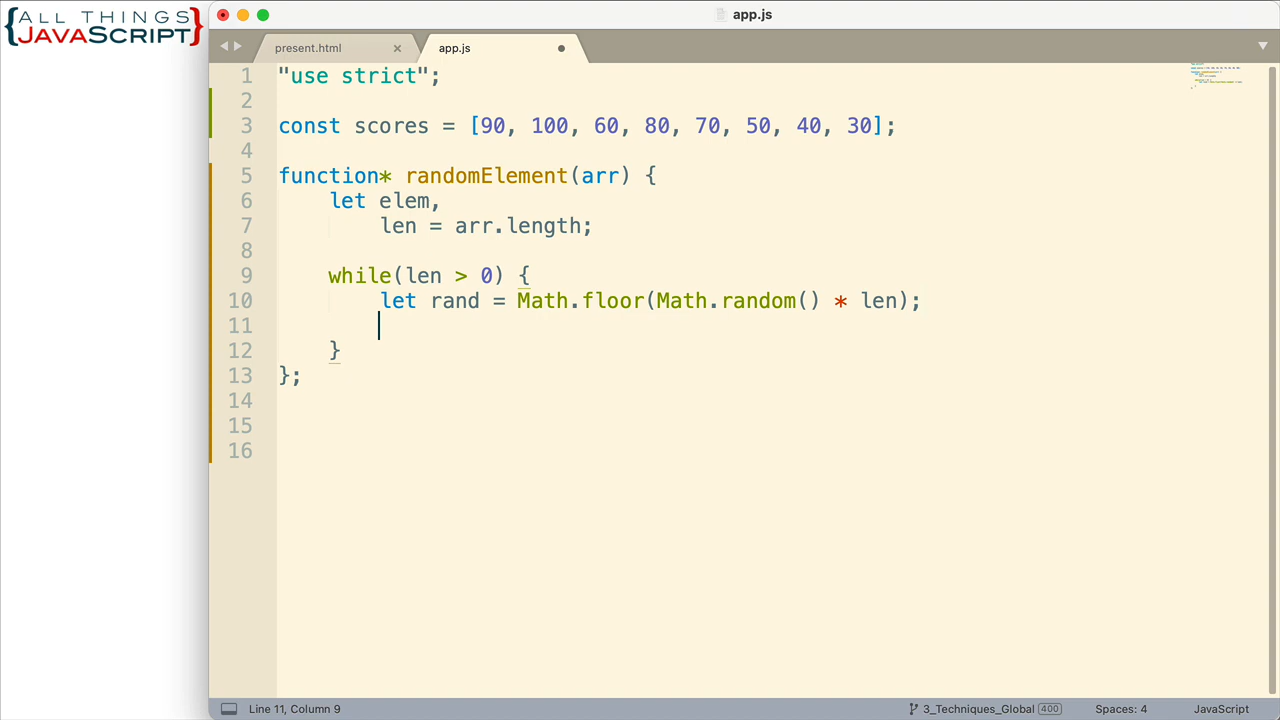 {ALL THINGS
JAVASCRIPT}
app.js
present.html ×
app.js
1 "use strict";
2
3 const scores = [90, 100, 60, 80, 70, 50, 40, 30];
4
5 function* randomElement(arr) {
6     let elem,
7         len = arr.length;
8
9     while(len > 0) {
10         let rand = Math.floor(Math.random() * len);
11
12     }
13 };
14
15
16
Line 11, Column 9
3_Techniques_Global 400
Spaces: 4
JavaScript